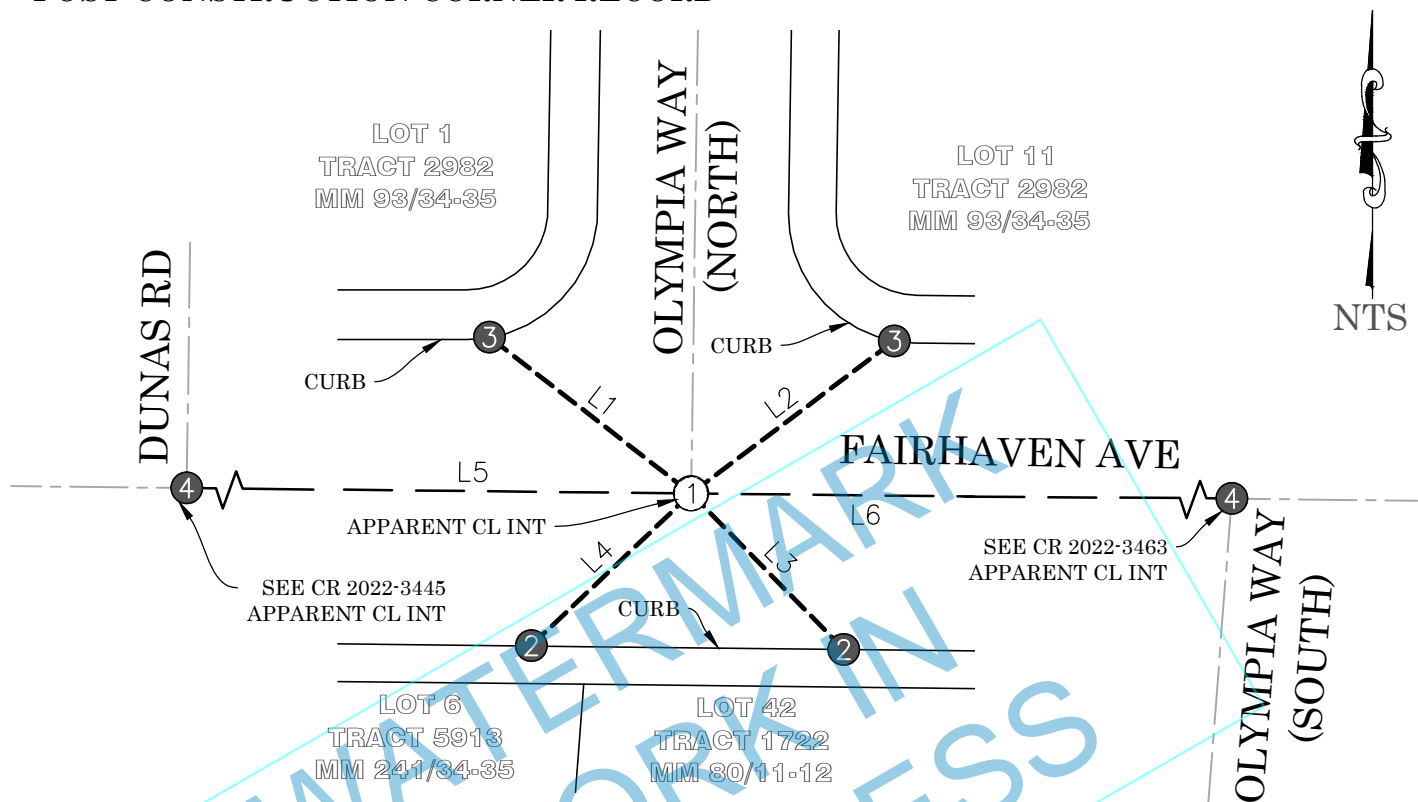 POST CONSTRUCTION CORNER RECORD
LOT 1
TRACT 2982
MM 93/34-35
OLYMPIA WAY
(NORTH)
LOT 11
TRACT 2982
MM 93/34-35
NTS
DUNAS RD
3
3
CURB
CURB
L1
L2
FAIRHAVEN AVE
4
L5
1
L6
4
APPARENT CL INT
SEE CR 2022-3445
APPARENT CL INT
SEE CR 2022-3463
APPARENT CL INT
L4
L3
CURB
2
2
OLYMPIA WAY
(SOUTH)
LOT 6
TRACT 5913
MM 241/34-35
LOT 42
TRACT 1722
MM 80/11-12
WATERMARK